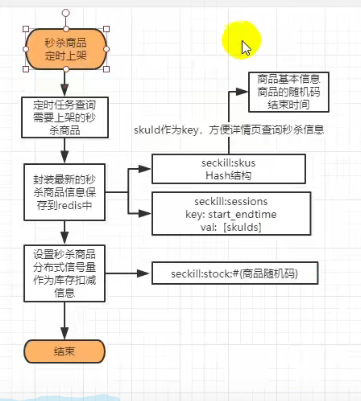 秒杀商品
定时上架
商品基本信息
商品的随机码
结束时间
定时任务查询
需要上架的秒
杀商品
skuId作为key，方便详情页查询秒杀信息
seckill:skus
Hash结构
封装最新的秒
杀商品信息保
存到redis中
seckill:sessions
key: start_endtime
val: [skuIds]
设置秒杀商品
分布式信号量
作为库存扣减
信息
seckill:stock:#(商品随机码)
结束